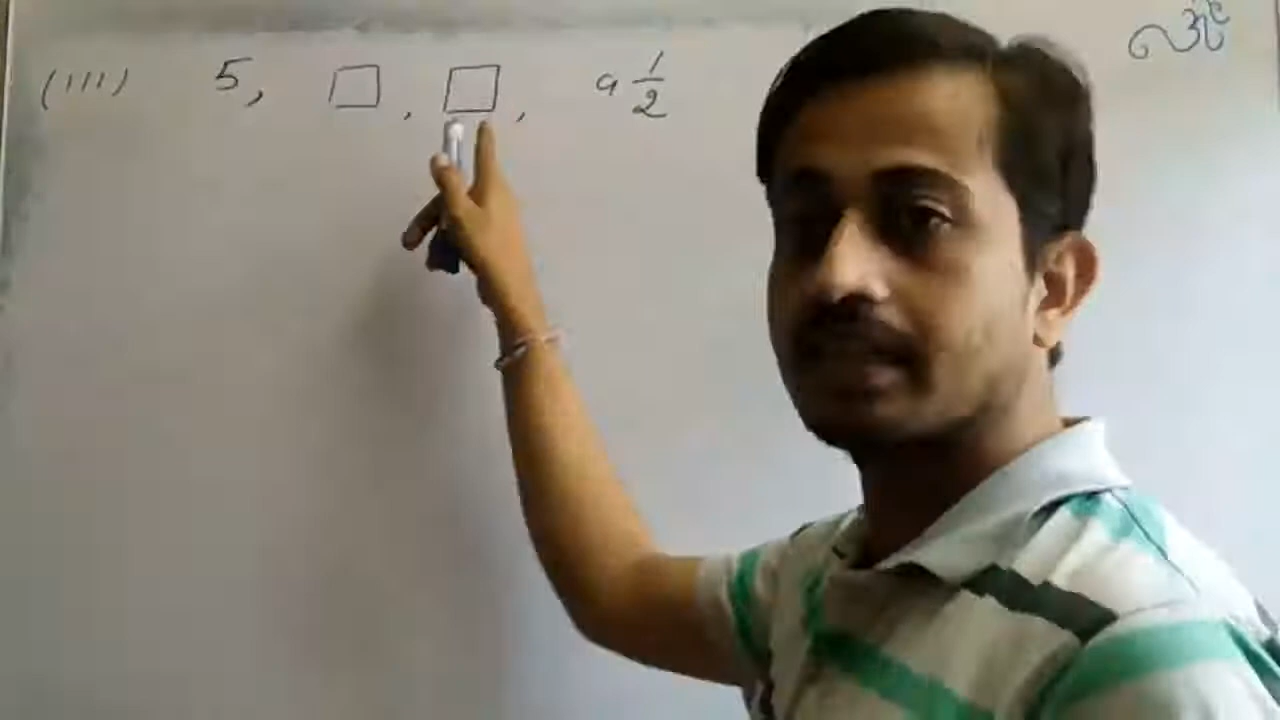 (iii) 5, □, □, 9 1/2